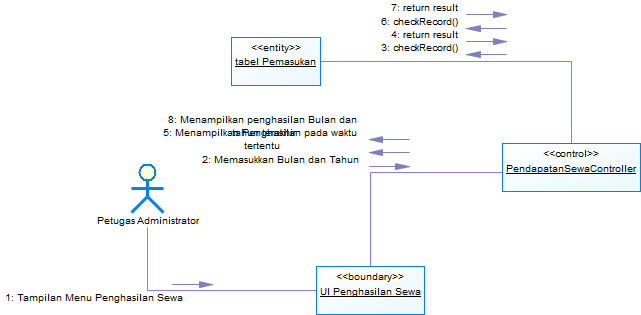 7: return result
6: checkRecord()
4: return result
3: checkRecord()
<<entity>>
tabel Pemasukan
8: Menampilkan penghasilan Bulan dan
5: Menampilkan Penghasilan pada waktu
tertentu
2: Memasukkan Bulan dan Tahun
<<control>>
PendapatanSewaController
Petugas Administrator
<<boundary>>
UI Penghasilan Sewa
1: Tampilan Menu Penghasilan Sewa